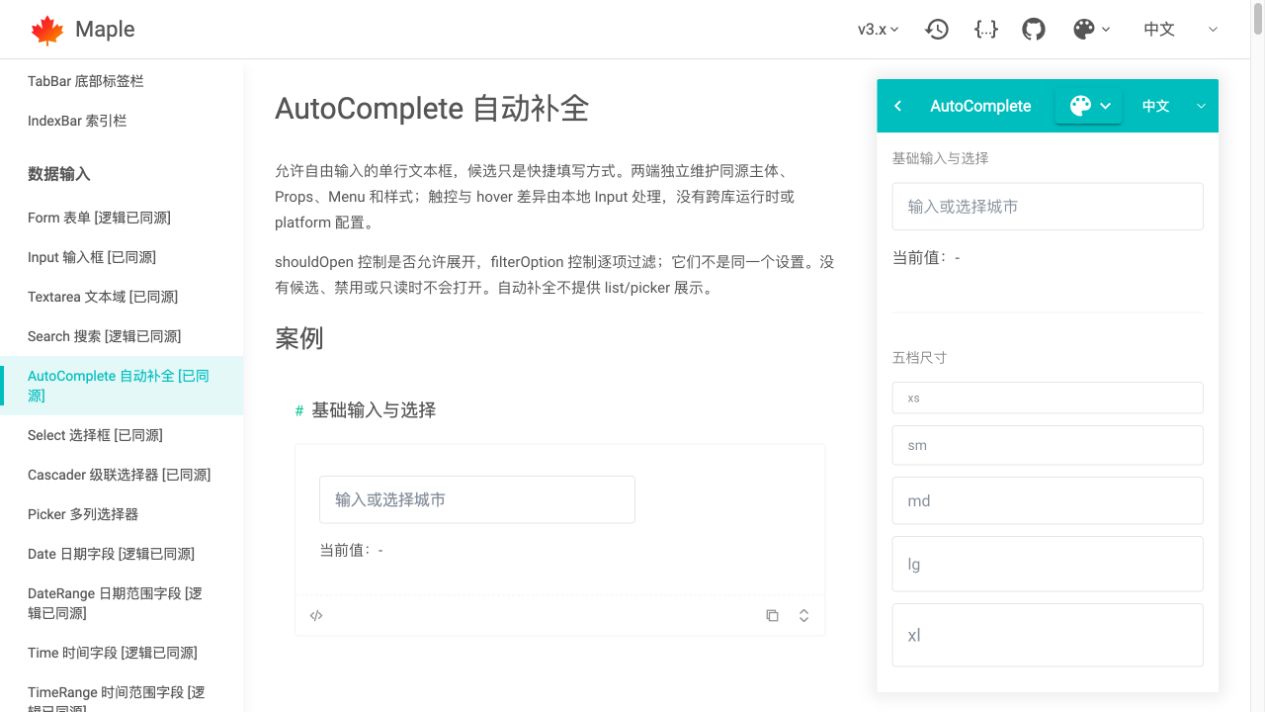 Maple
v3.x
{...}
中文
TabBar 底部标签栏
IndexBar 索引栏
数据输入
Form 表单 [逻辑已同源]
Input 输入框 [已同源]
Textarea 文本域 [已同源]
Search 搜索 [逻辑已同源]
AutoComplete 自动补全 [已同
源]
Select 选择框 [已同源]
Cascader 级联选择器 [已同源]
Picker 多列选择器
Date 日期字段 [逻辑已同源]
DateRange 日期范围字段 [逻
辑已同源]
Time 时间字段 [逻辑已同源]
TimeRange 时间范围字段 [逻
辑已同源]
AutoComplete 自动补全
允许自由输入的单行文本框，候选只是快捷填写方式。两端独立维护同源主体、
Props、Menu 和样式；触控与 hover 差异由本地 Input 处理，没有跨库运行时或
platform 配置。
shouldOpen 控制是否允许展开，filterOption 控制逐项过滤；它们不是同一个设置。没
有候选、禁用或只读时不会打开。自动补全不提供 list/picker 展示。
案例
# 基础输入与选择
输入或选择城市
当前值：-
</>
AutoComplete
中文
基础输入与选择
输入或选择城市
当前值：-
五档尺寸
xs
sm
md
lg
xl